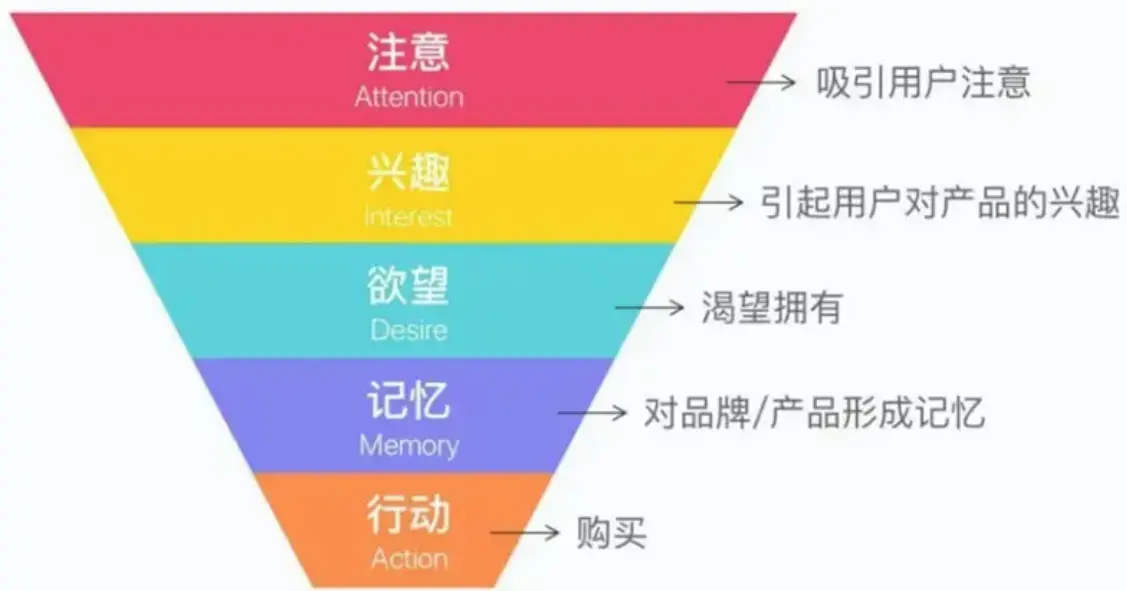 注意
Attention
吸引用户注意
兴趣
Interest
引起用户对产品的兴趣
欲望
Desire
渴望拥有
记忆
Memory
对品牌/产品形成记忆
行动
Action
购买